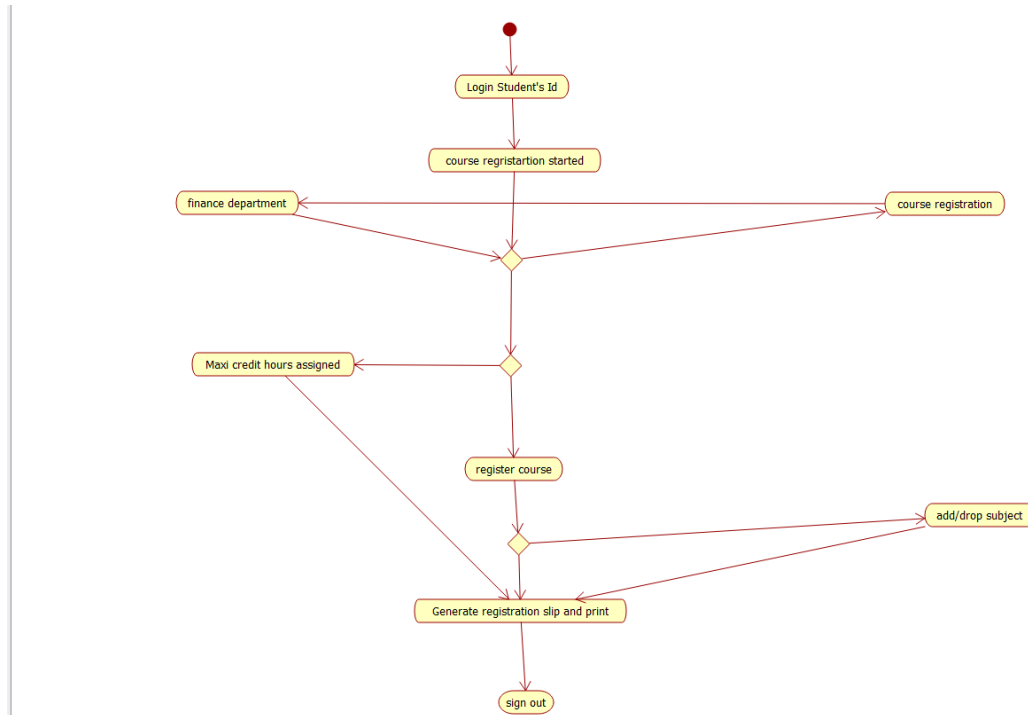 Login Student's Id
course regristartion started
finance department
course registration
Maxi credit hours assigned
register course
add/drop subject
Generate registration slip and print
sign out